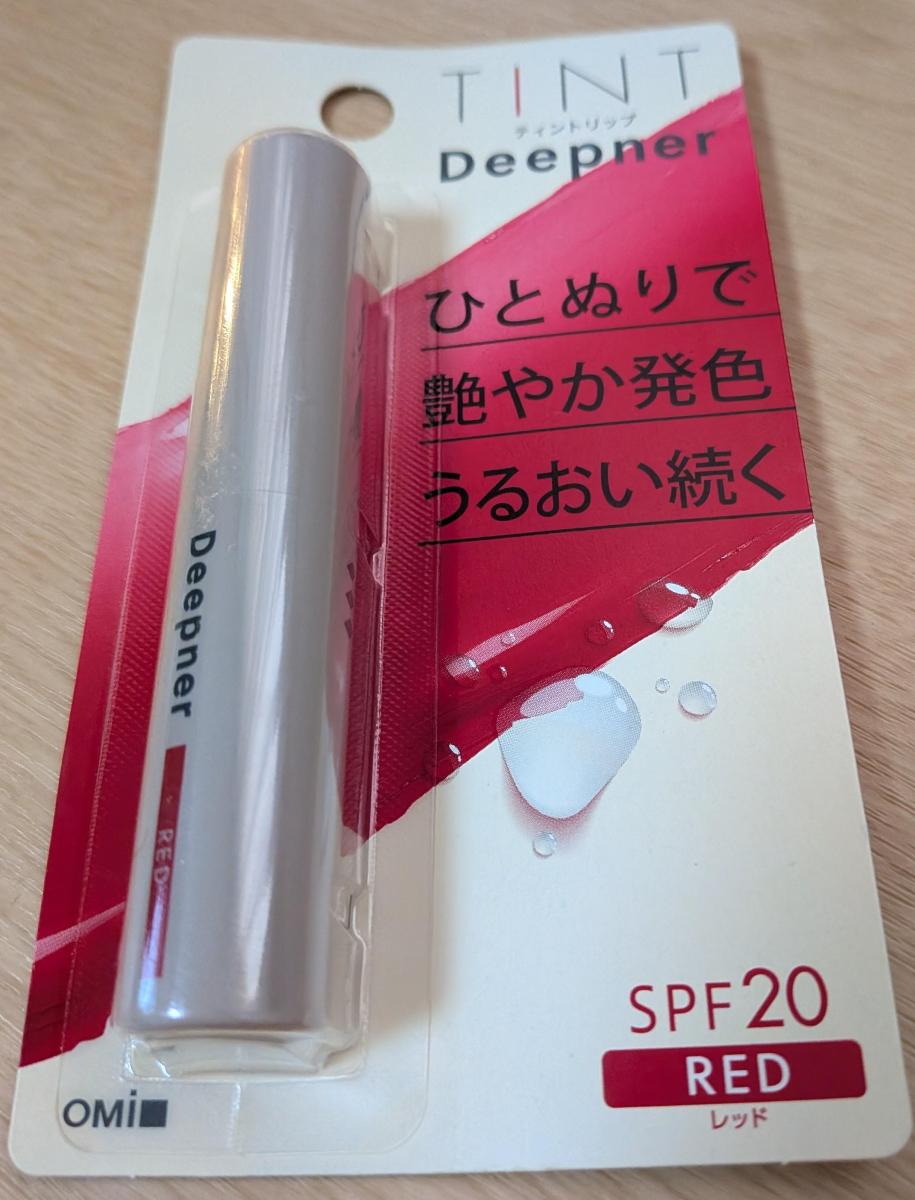 TINT
ティントリップ
Deepner
ひとぬりで
艶やか発色
うるおい続く
Deepner
RED
SPF20
RED
レッド
OMi